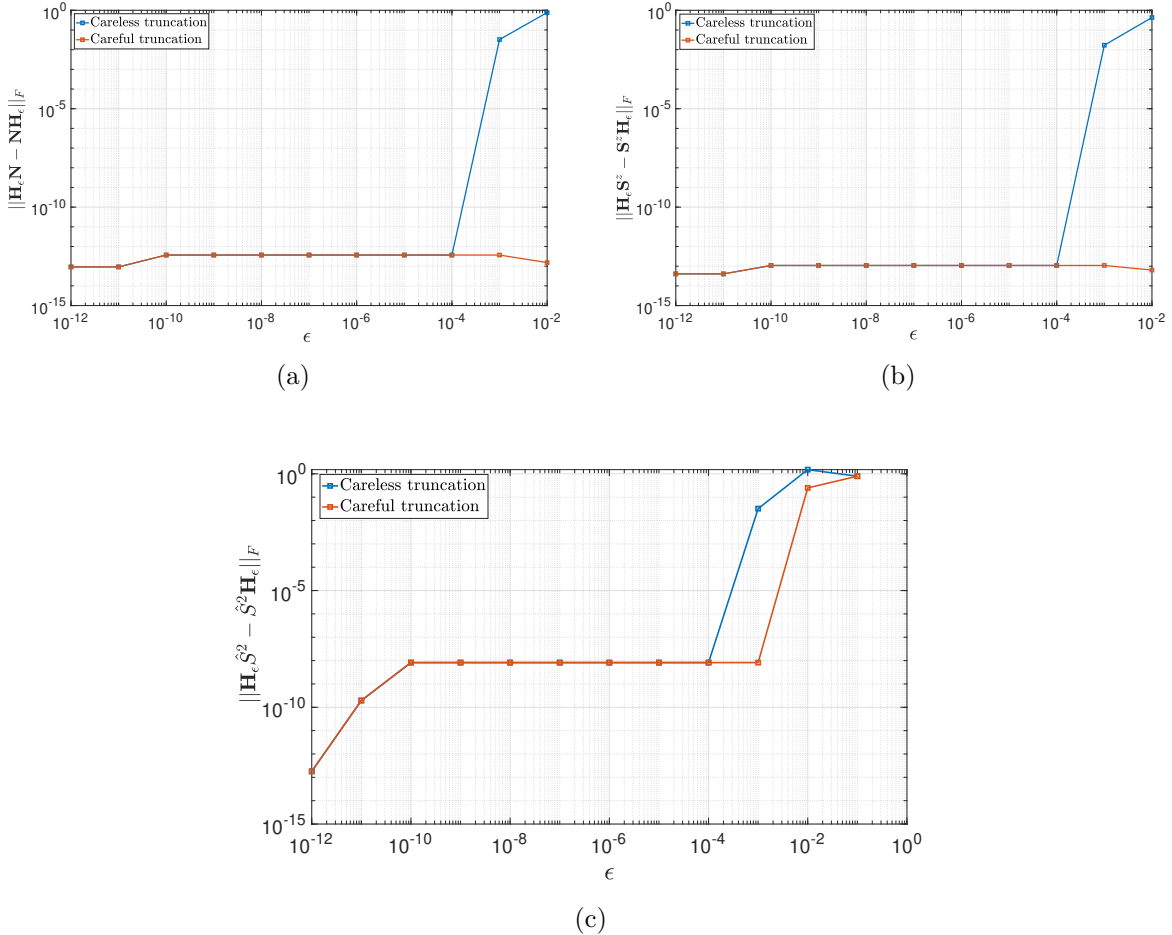 Careless truncation
Careful truncation
||H_ϵN − NH_ϵ||_F
10^0
10^-5
10^-10
10^-15
10^-12 10^-10 10^-8 10^-6 10^-4 10^-2
ϵ
(a)
Careless truncation
Careful truncation
||H_ϵS^z − S^zH_ϵ||_F
10^0
10^-5
10^-10
10^-15
10^-12 10^-10 10^-8 10^-6 10^-4 10^-2
ϵ
(b)
Careless truncation
Careful truncation
||H_ϵŜ^2 − Ŝ^2H_ϵ||_F
10^0
10^-5
10^-10
10^-15
10^-12 10^-10 10^-8 10^-6 10^-4 10^-2 10^0
ϵ
(c)